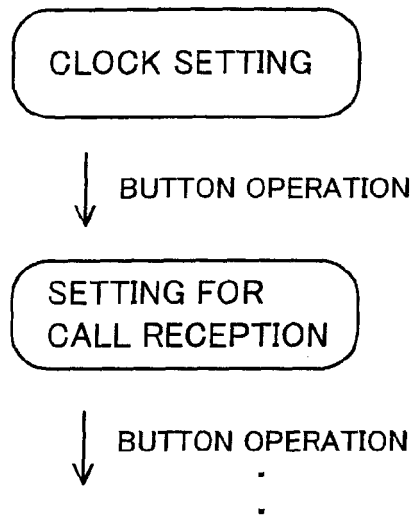 CLOCK SETTING
BUTTON OPERATION
SETTING FOR
CALL RECEPTION
BUTTON OPERATION